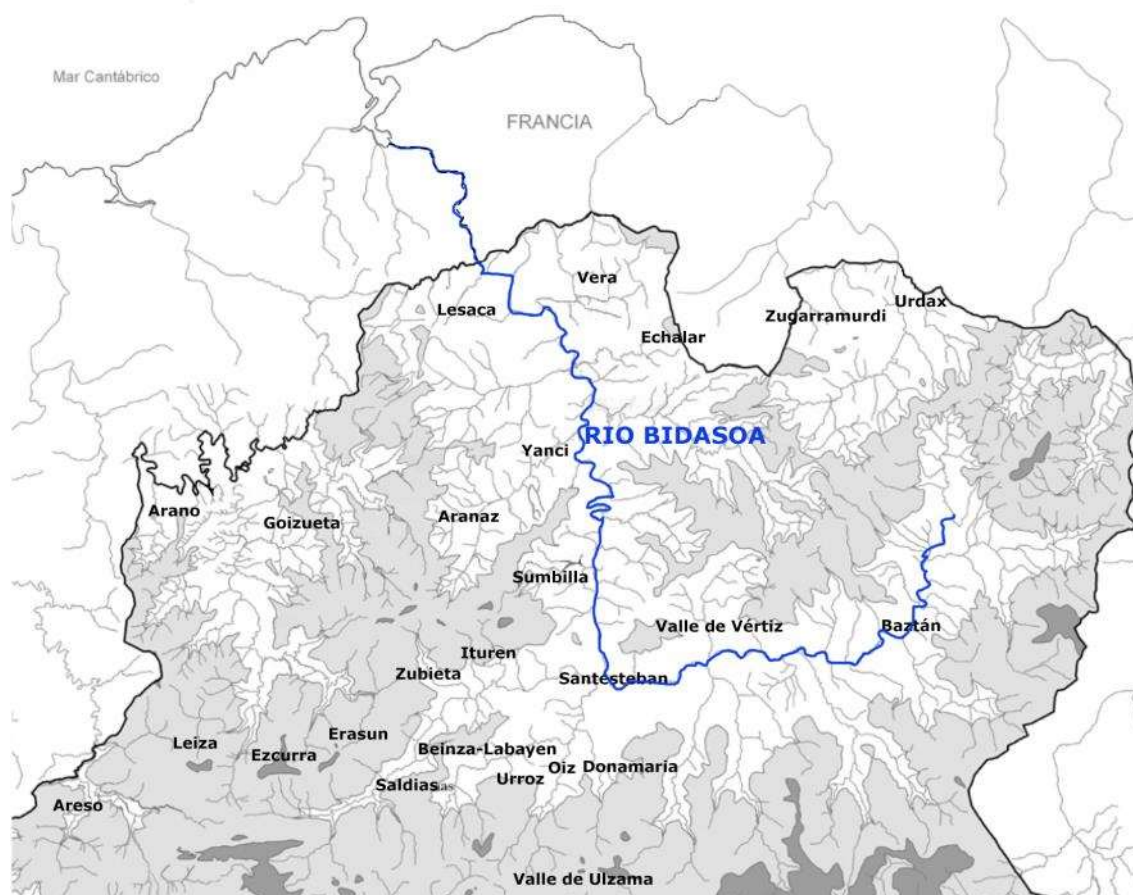 Mar Cantábrico
FRANCIA
Vera
Urdax
Lesaca
Zugarramurdi
Echalar
RIO BIDASOA
Yanci
Arano
Goizueta
Aranaz
Sumbilla
Valle de Vértiz
Baztán
Ituren
Zubieta
Santesteban
Erasun
Leiza
Beinza-Labayen
Ezcurra
Oiz
Donamaria
Urroz
Saldias
Areso
Valle de Ulzama